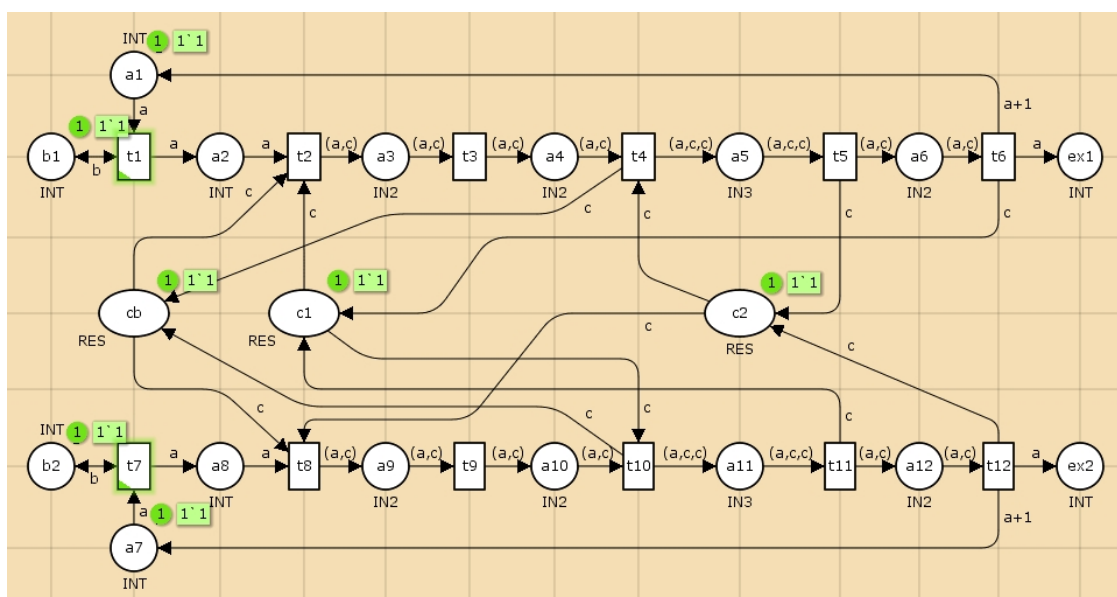 INT 1 1`1
a1
a+1
a
1 1`1
b1 t1 a a2 a t2 (a,c) a3 (a,c) t3 (a,c) a4 (a,c) t4 (a,c,c) a5 (a,c,c) t5 (a,c) a6 (a,c) t6 a ex1
b
INT INT IN2 IN2 IN3 IN2 INT
c c c c c c
1 1`1 1 1`1 1 1`1
cb c1 c2
c
RES RES RES
c
c c c c
INT 1 1`1
b2 t7 a a8 a t8 (a,c) a9 (a,c) t9 (a,c) a10 (a,c) t10 (a,c,c) a11 (a,c,c) t11 (a,c) a12 (a,c) t12 a ex2
b
INT IN2 IN2 IN3 IN2 INT
a 1 1`1
a+1
a7
INT